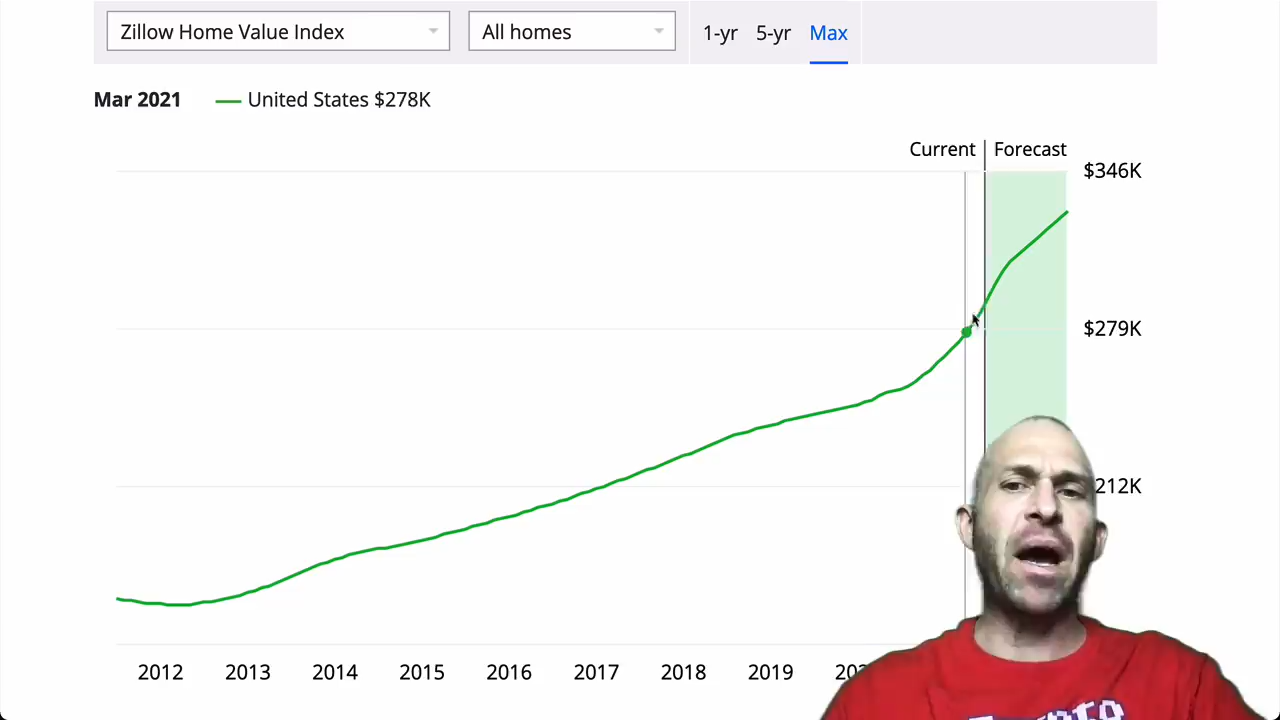 Zillow Home Value Index All homes 1-yr 5-yr Max
Mar 2021 United States $278K
Current Forecast
$346K
$279K
212K
2012 2013 2014 2015 2016 2017 2018 2019